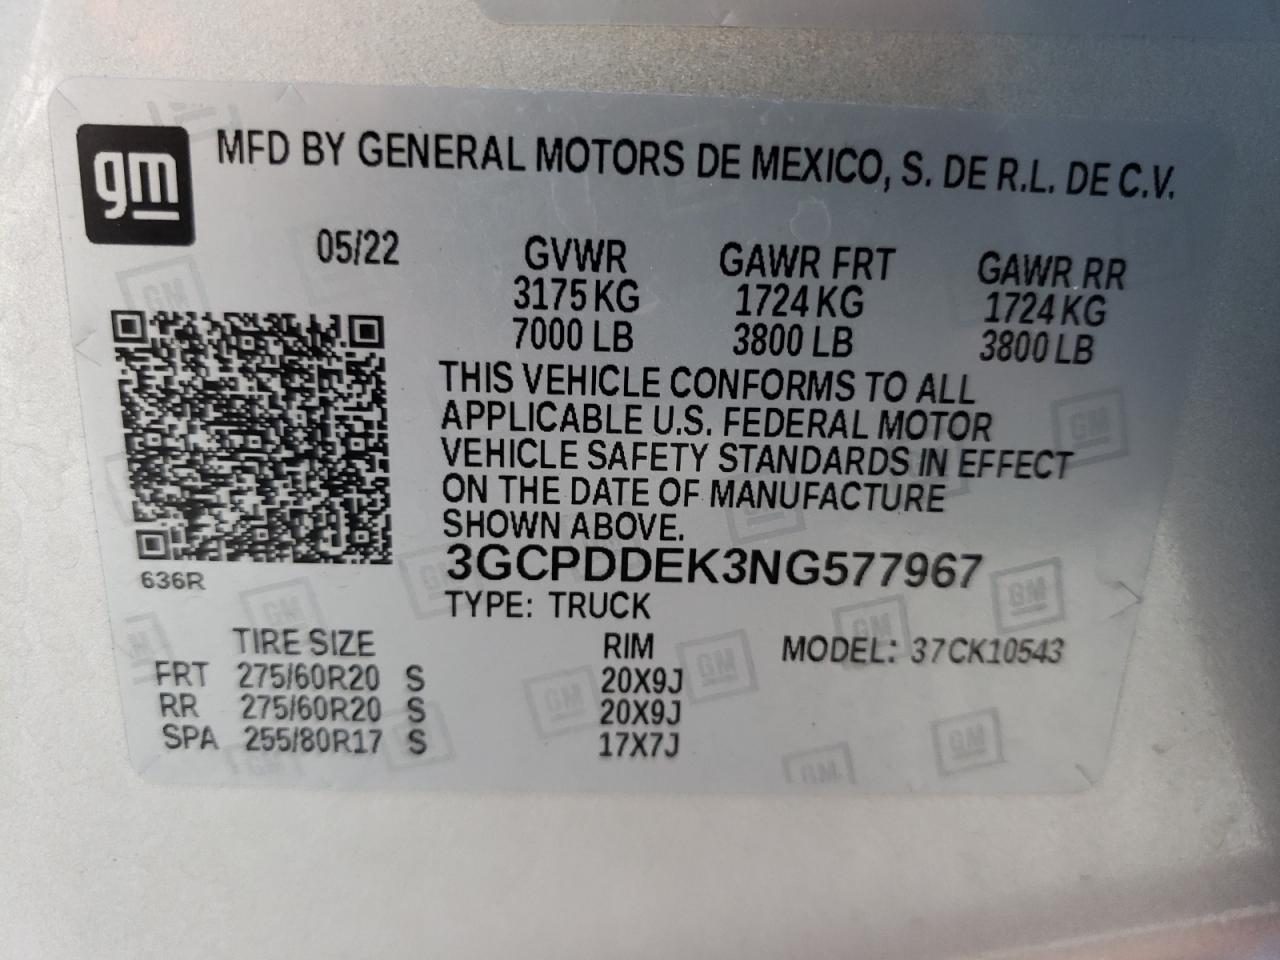 gm
MFD BY GENERAL MOTORS DE MEXICO, S. DE R.L. DE C.V.
05/22 GVWR GAWR FRT GAWR RR
3175 KG 1724 KG 1724 KG
7000 LB 3800 LB 3800 LB
THIS VEHICLE CONFORMS TO ALL
APPLICABLE U.S. FEDERAL MOTOR
VEHICLE SAFETY STANDARDS IN EFFECT
ON THE DATE OF MANUFACTURE
SHOWN ABOVE.
3GCPDDEK3NG577967
636R
TYPE: TRUCK
TIRE SIZE RIM MODEL: 37CK10543
FRT 275/60R20 S 20X9J
RR 275/60R20 S 20X9J
SPA 255/80R17 S 17X7J